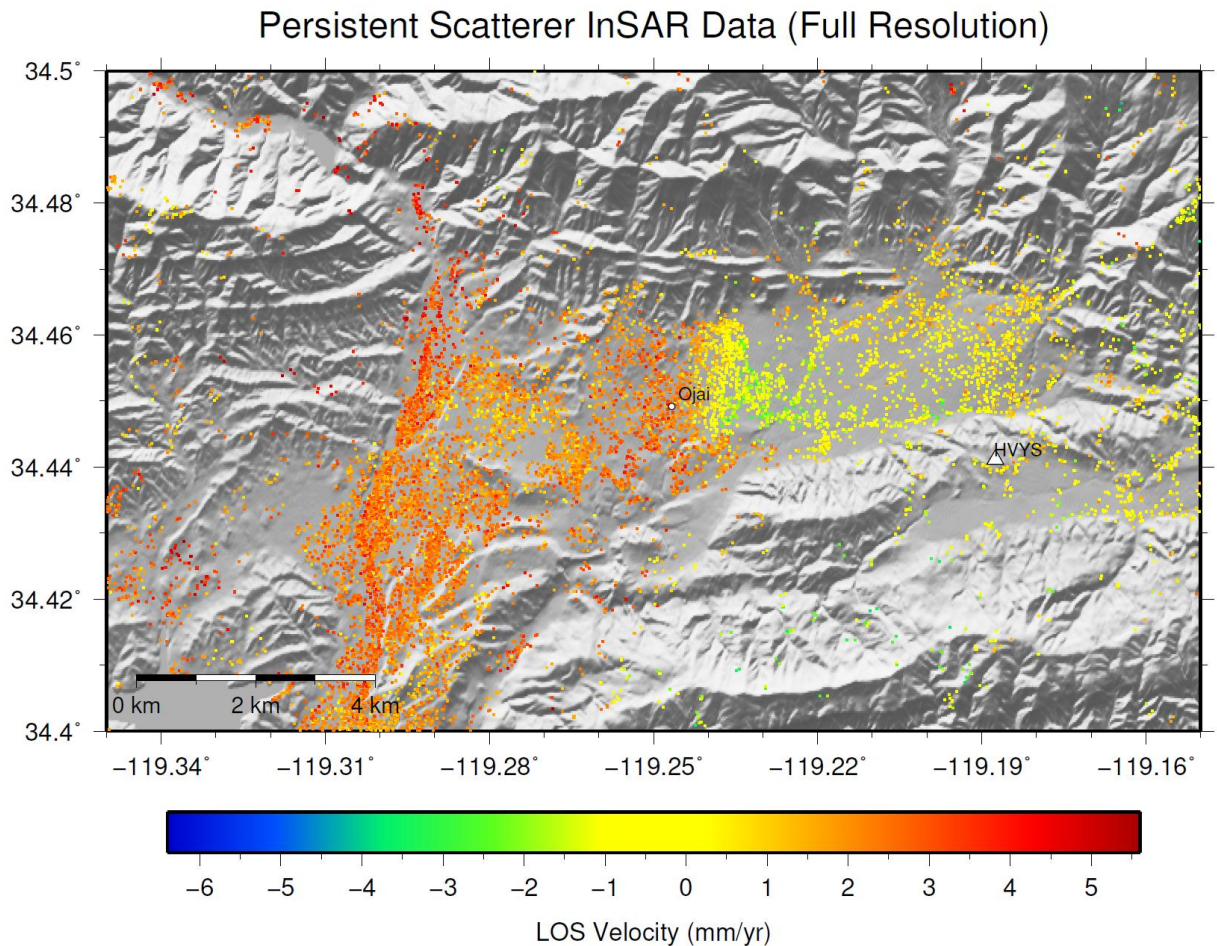 Persistent Scatterer InSAR Data (Full Resolution)
34.5°
34.48°
34.46°
34.44°
34.42°
34.4°
Ojai
HVYS
0 km 2 km 4 km
−119.34° −119.31° −119.28° −119.25° −119.22° −119.19° −119.16°
−6 −5 −4 −3 −2 −1 0 1 2 3 4 5
LOS Velocity (mm/yr)